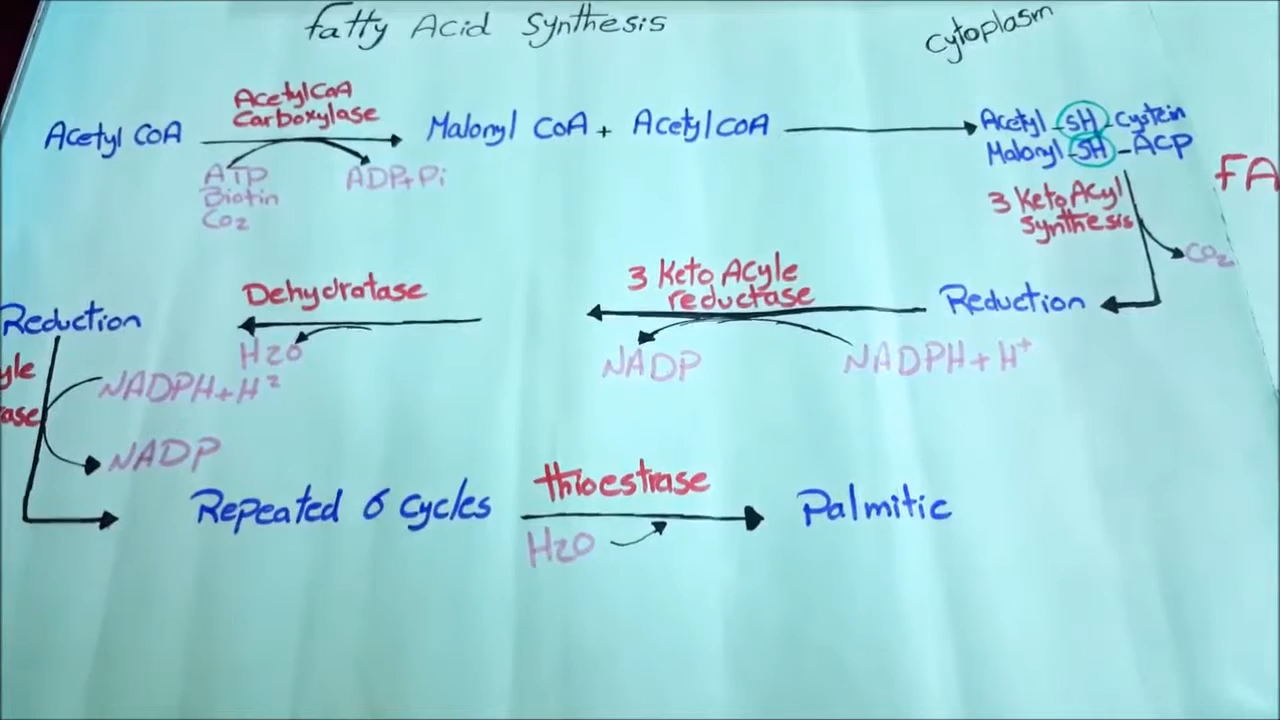 Fatty Acid Synthesis
Cytoplasm
Acetyl CoA
AcetylCoA
Carboxylase
ATP
Biotin
CO2
ADP+Pi
Malonyl CoA + Acetyl COA
Acetyl-SH-Cystein
Malonyl-SH-ACP
FA
3 Keto ACyl
Synthesis
CO2
Reduction
3 Keto ACyle
reductase
NADPH+H+
NADP
Dehydratase
H2O
Reduction
yle
ase
NADPH+H2
NADP
Repeated 6 Cycles
thioestrase
H2O
Palmitic